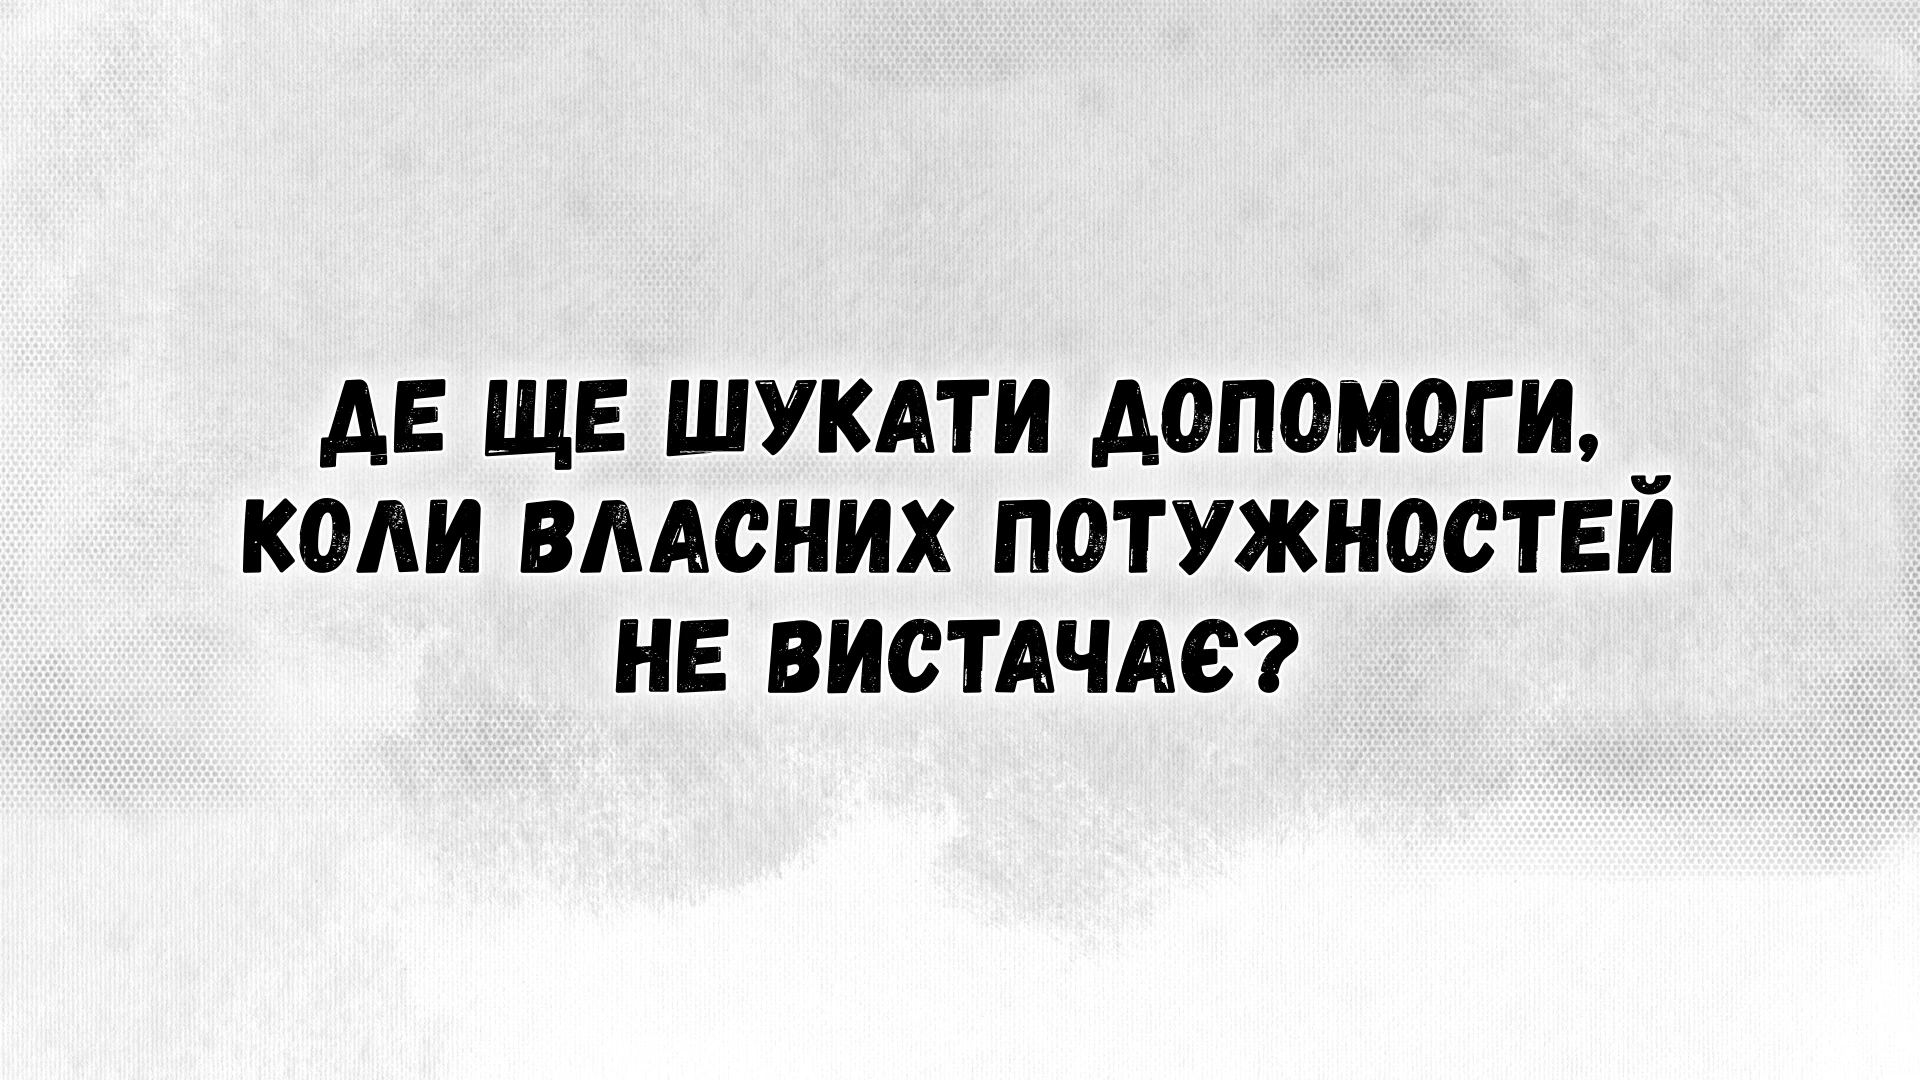 ДЕ ЩЕ ШУКАТИ ДОПОМОГИ,
КОЛИ ВЛАСНИХ ПОТУЖНОСТЕЙ
НЕ ВИСТАЧАЄ?